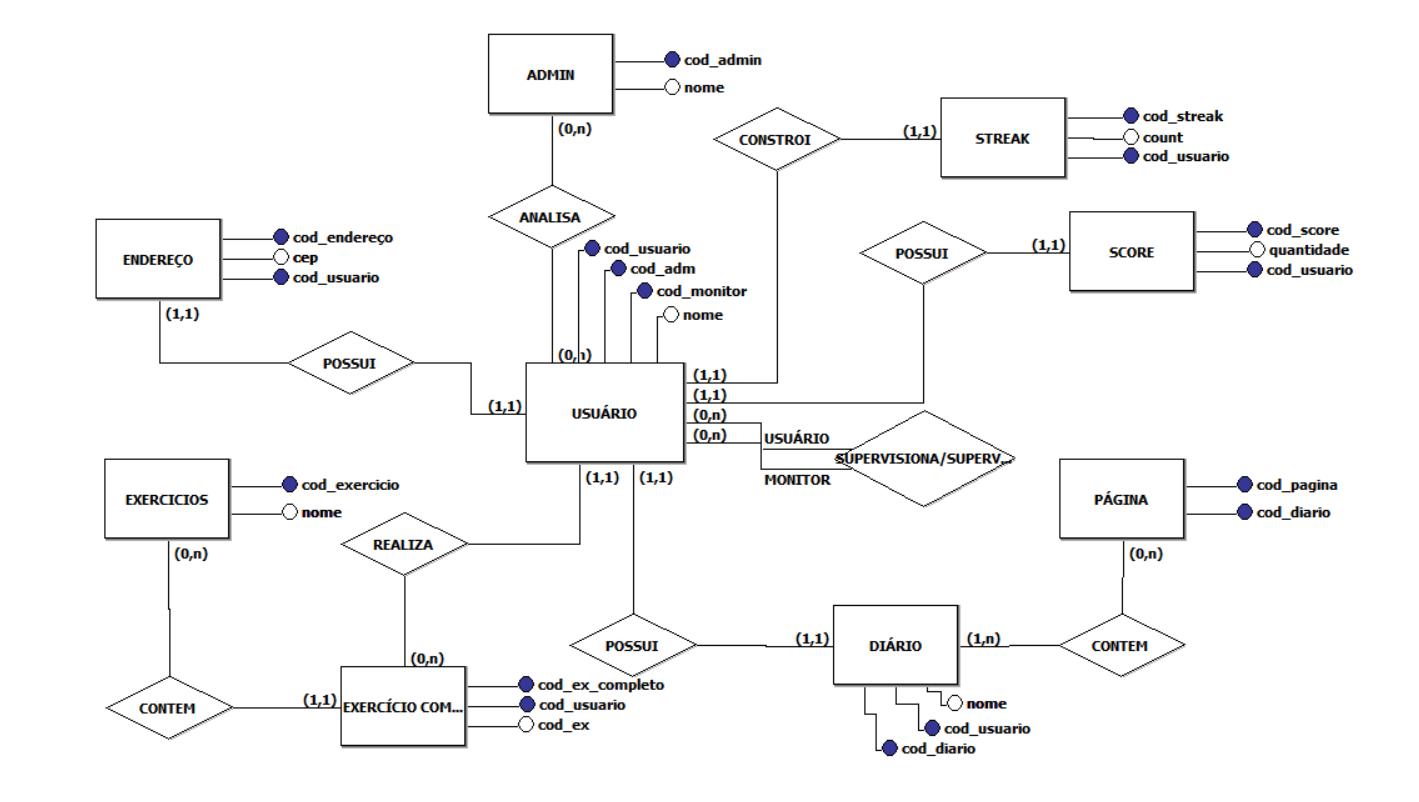 ADMIN
cod_admin
nome
(0,n)
ANALISA
(0,n)
CONSTROI
(1,1)
STREAK
cod_streak
count
cod_usuario
ENDEREÇO
cod_endereço
cep
cod_usuario
(1,1)
cod_usuario
cod_adm
cod_monitor
nome
POSSUI
(1,1)
SCORE
cod_score
quantidade
cod_usuario
POSSUI
(1,1)
USUÁRIO
(1,1)
(1,1)
(0,n)
(0,n)
USUÁRIO
MONITOR
SUPERVISIONA/SUPERV...
(1,1)
(1,1)
EXERCICIOS
cod_exercicio
nome
(0,n)
REALIZA
(0,n)
PÁGINA
cod_pagina
cod_diario
(0,n)
CONTEM
(1,1)
EXERCÍCIO COM...
cod_ex_completo
cod_usuario
cod_ex
POSSUI
(1,1)
DIÁRIO
(1,n)
CONTEM
nome
cod_usuario
cod_diario